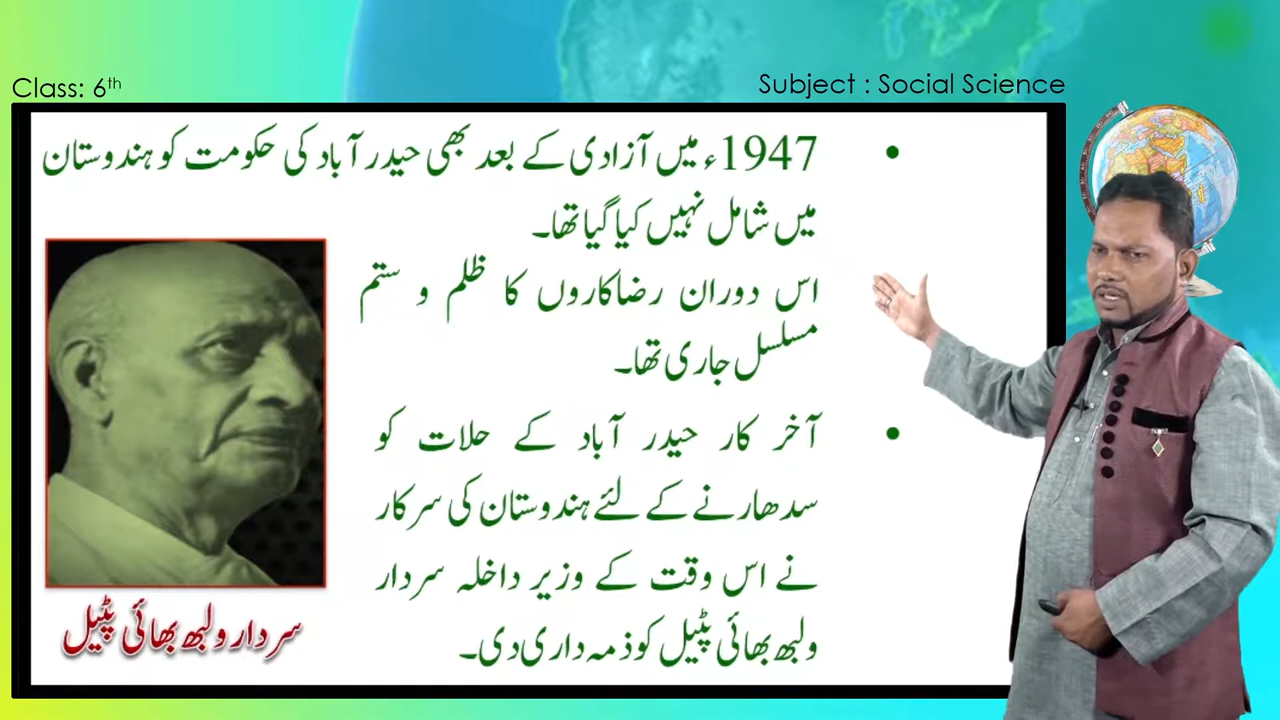 Class: 6th
Subject : Social Science
1947ء میں آزادی کے بعد بھی حیدر آباد کی حکومت کو ہندوستان
میں شامل نہیں کیا گیا تھا۔
اس دوران رضاکاروں کا ظلم و ستم
مسلسل جاری تھا۔
آخر کار حیدر آباد کے حلات کو
سدھارنے کے لئے ہندوستان کی سرکار
نے اس وقت کے وزیر داخلہ سردار
ولبھ بھائی پٹیل کو ذمہ داری دی۔
سردار ولبھ بھائی پٹیل